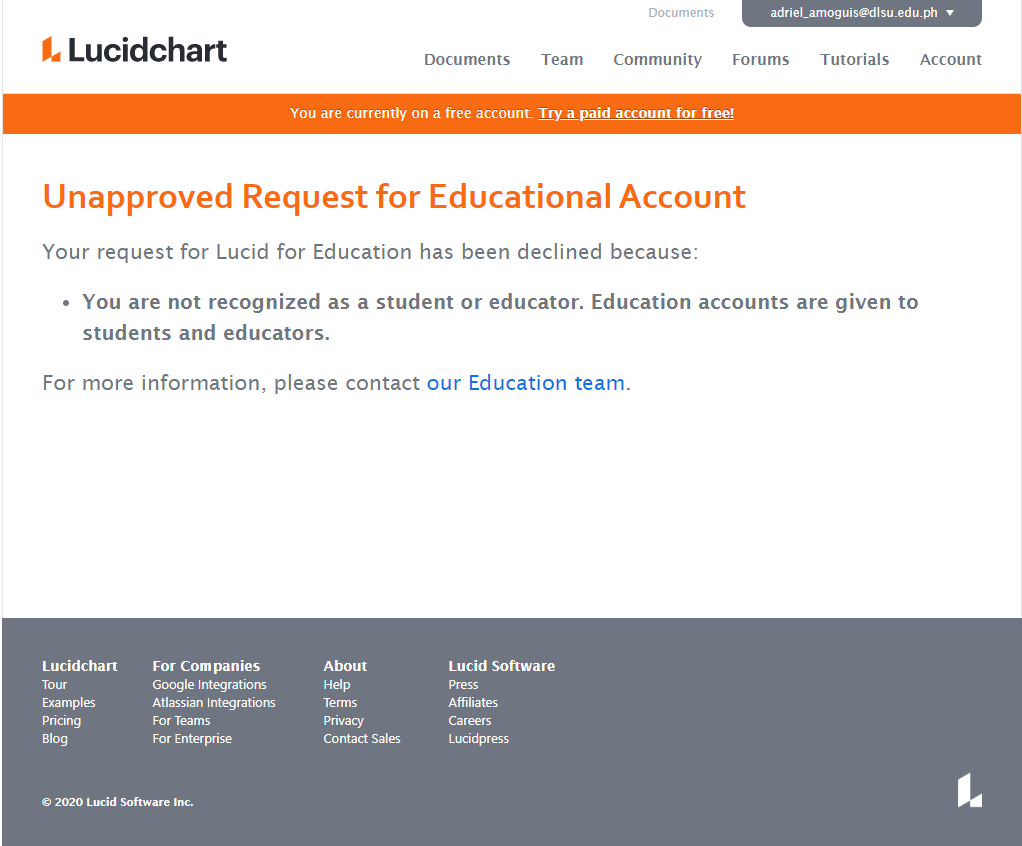 Documents
adriel_amoguis@dlsu.edu.ph
Lucidchart
Documents Team Community Forums Tutorials Account
You are currently on a free account. Try a paid account for free!
Unapproved Request for Educational Account
Your request for Lucid for Education has been declined because:
• You are not recognized as a student or educator. Education accounts are given to
students and educators.
For more information, please contact our Education team.
Lucidchart
Tour
Examples
Pricing
Blog
For Companies
Google Integrations
Atlassian Integrations
For Teams
For Enterprise
About
Help
Terms
Privacy
Contact Sales
Lucid Software
Press
Affiliates
Careers
Lucidpress
© 2020 Lucid Software Inc.